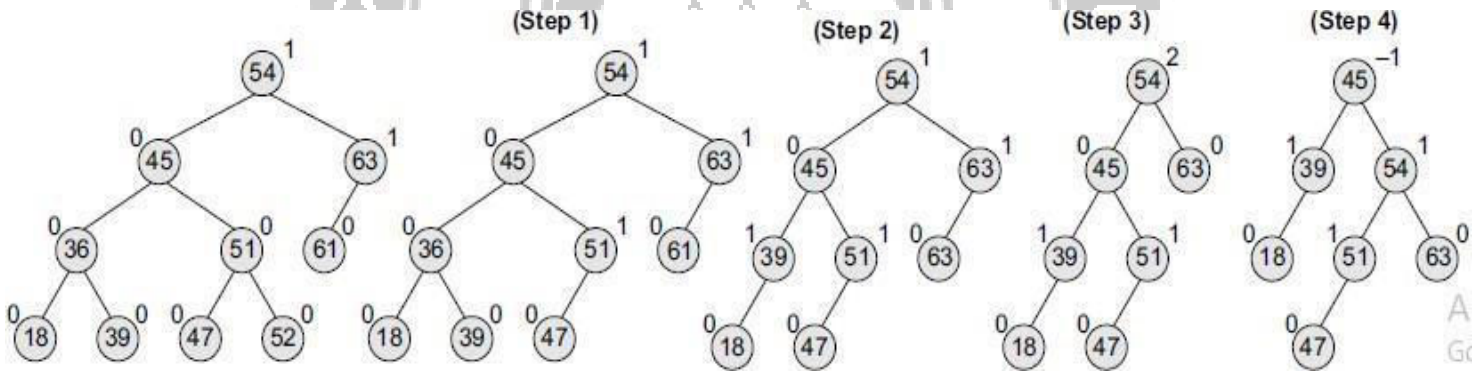 1
54
0 45 63 1
0 36 51 0 61 0
0 18 39 0 0 47 52 0
(Step 1)
1
54
0 45 63 1
0 36 51 1 0 61
0 18 39 0 0 47
(Step 2)
1
54
0 45 63 1
1 39 51 1 0 63
0 18 0 47
(Step 3)
2
54
0 45 63 0
1 39 51 1
0 18 0 47
(Step 4)
–1
45
1 39 54 1
0 18 1 51 63 0
0 47